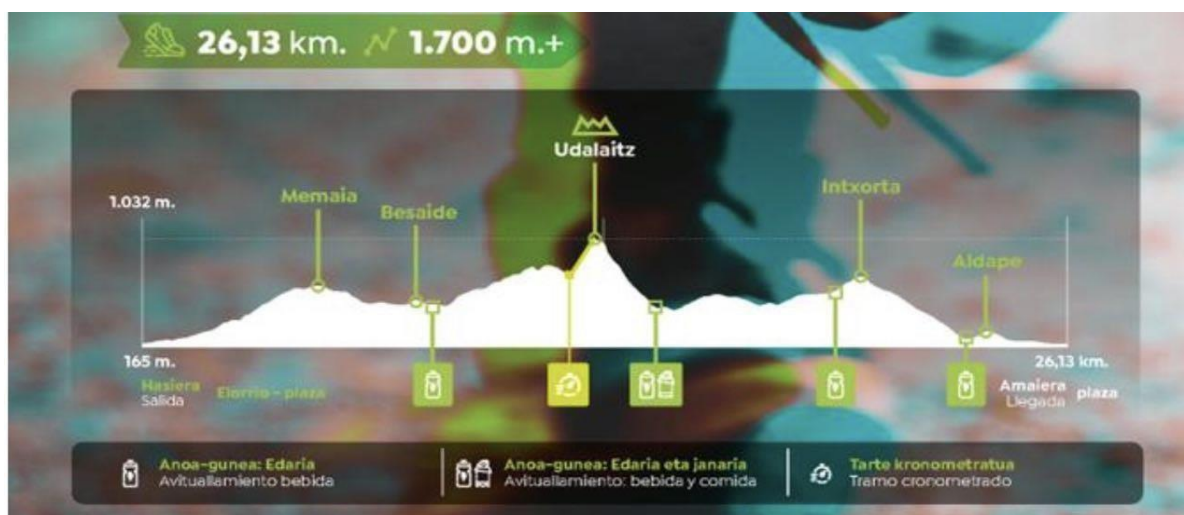 26,13 km. 1.700 m.+
Udalaitz
Memaia
Besaide
Intxorta
Aldape
1.032 m.
165 m.
26,13 km.
Hasiera
Salida
Elorrio - plaza
Amaiera
Llegada
plaza
Anoa-gunea: Edaria
Avituallamiento bebida
Anoa-gunea: Edaria eta janaria
Avituallamiento: bebida y comida
Tarte kronometratua
Tramo cronometrado